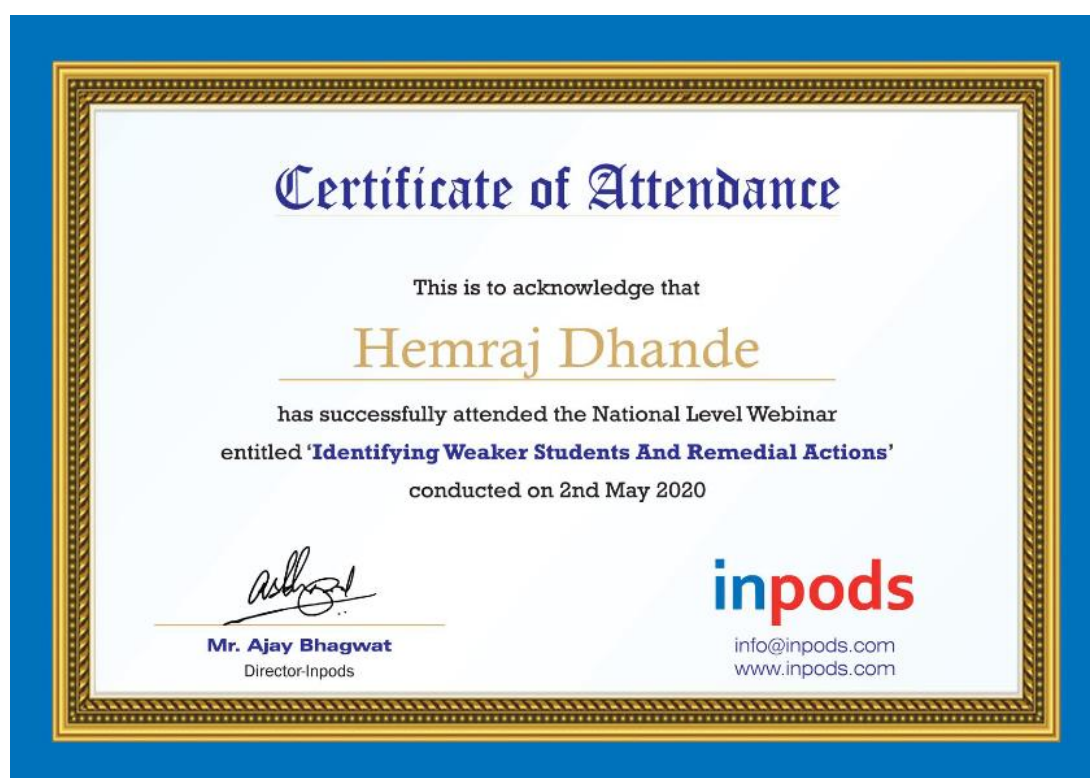 Certificate of Attendance
This is to acknowledge that
Hemraj Dhande
has successfully attended the National Level Webinar
entitled ‘Identifying Weaker Students And Remedial Actions’
conducted on 2nd May 2020
Mr. Ajay Bhagwat
Director-Inpods
inpods
info@inpods.com
www.inpods.com